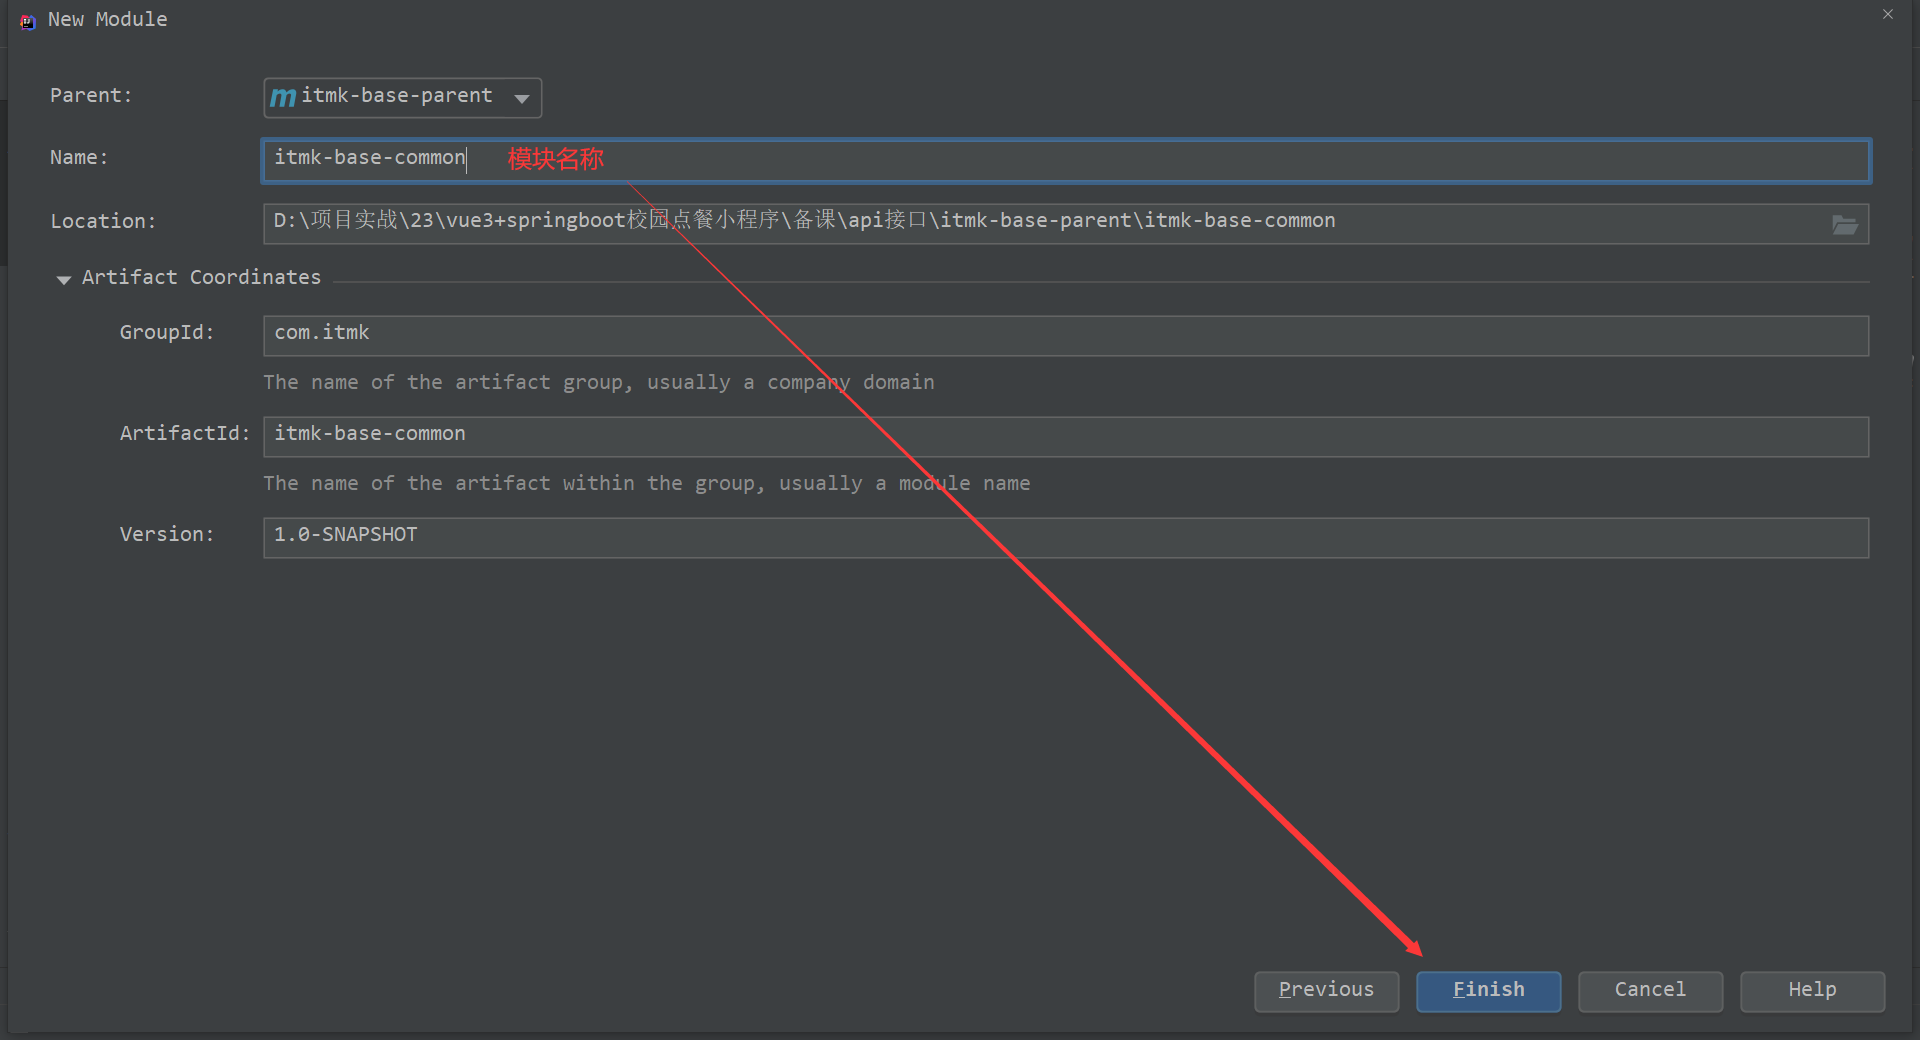 New Module
Parent: itmk-base-parent
Name: itmk-base-common 模块名称
Location: D:\项目实战\23\vue3+springboot校园点餐小程序\备课\api接口\itmk-base-parent\itmk-base-common
Artifact Coordinates
GroupId: com.itmk
The name of the artifact group, usually a company domain
ArtifactId: itmk-base-common
The name of the artifact within the group, usually a module name
Version: 1.0-SNAPSHOT
Previous Finish Cancel Help